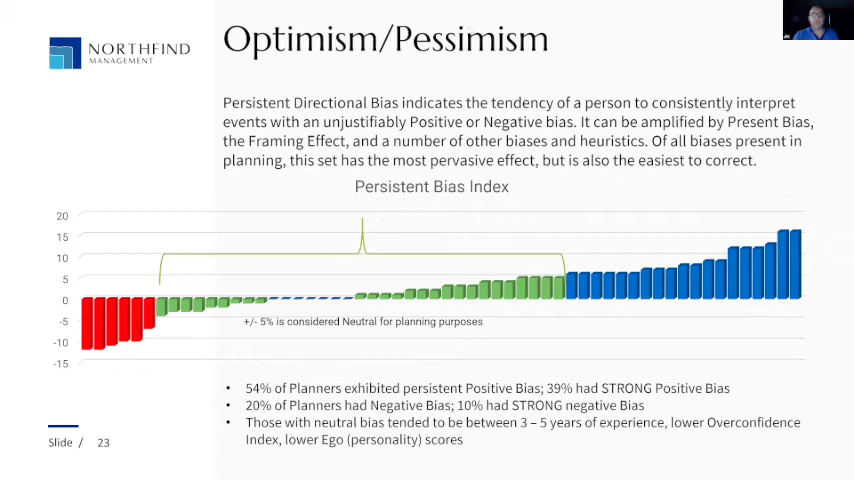 Optimism/Pessimism
NORTHFIND
MANAGEMENT
Persistent Directional Bias indicates the tendency of a person to consistently interpret
events with an unjustifiably Positive or Negative bias. It can be amplified by Present Bias,
the Framing Effect, and a number of other biases and heuristics. Of all biases present in
planning, this set has the most pervasive effect, but is also the easiest to correct.
Persistent Bias Index
20
15
10
5
0
-5
-10
-15
+/- 5% is considered Neutral for planning purposes
• 54% of Planners exhibited persistent Positive Bias; 39% had STRONG Positive Bias
• 20% of Planners had Negative Bias; 10% had STRONG negative Bias
• Those with neutral bias tended to be between 3 – 5 years of experience, lower Overconfidence
Index, lower Ego (personality) scores
Slide / 23